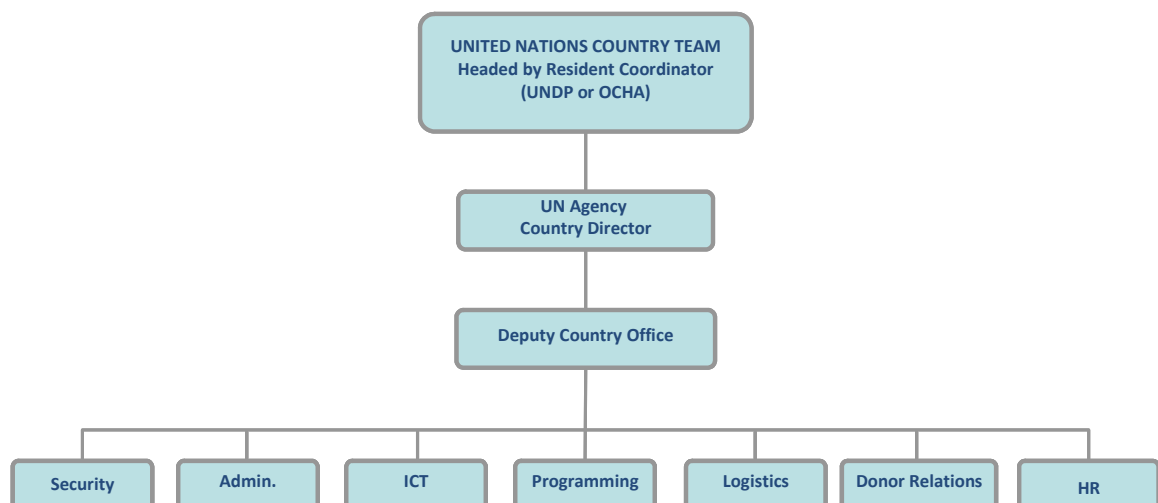 UNITED NATIONS COUNTRY TEAM
Headed by Resident Coordinator
(UNDP or OCHA)
UN Agency
Country Director
Deputy Country Office
Security
Admin.
ICT
Programming
Logistics
Donor Relations
HR